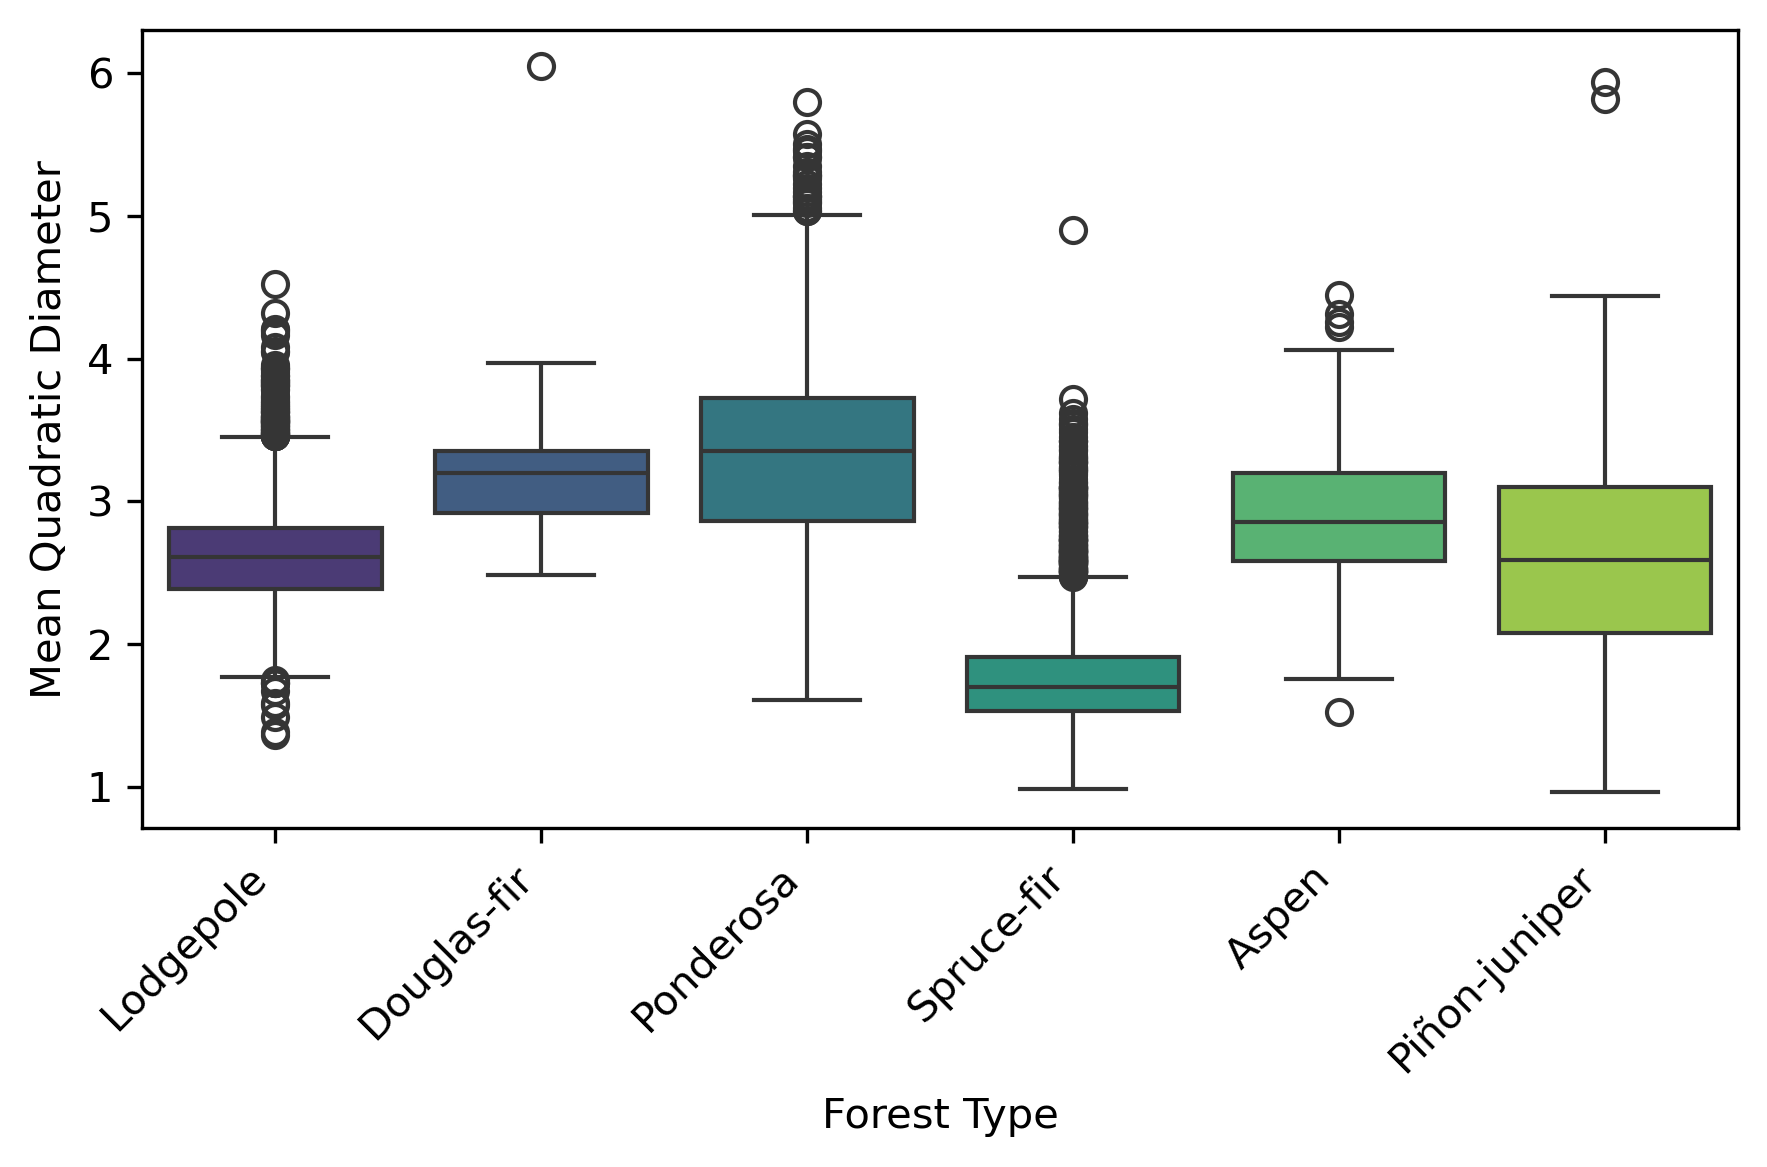 Mean Quadratic Diameter
6
5
4
3
2
1
Lodgepole
Douglas-fir
Ponderosa
Spruce-fir
Aspen
Piñon-juniper
Forest Type